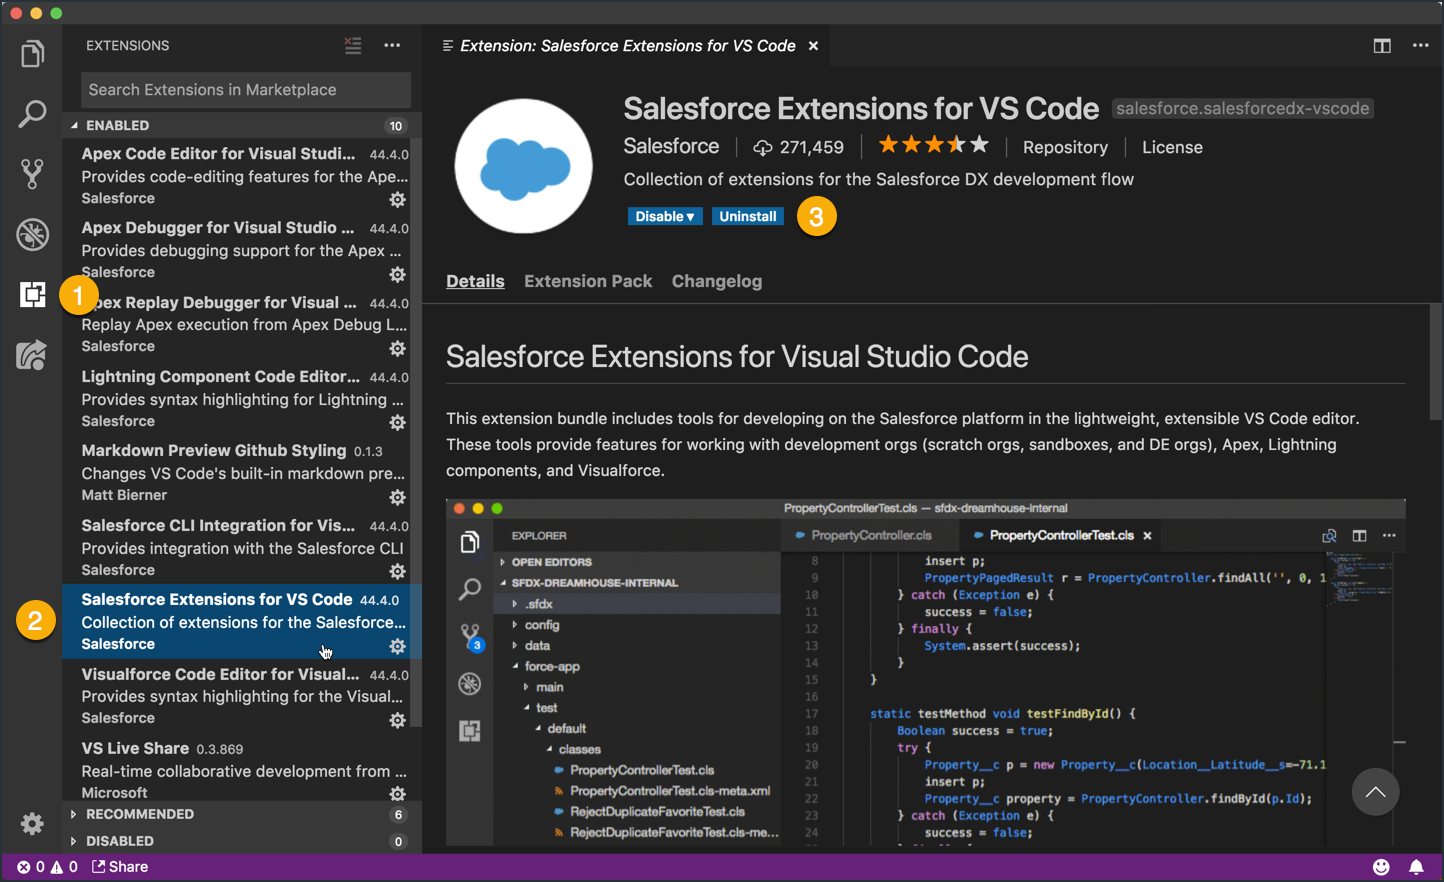 EXTENSIONS
Search Extensions in Marketplace
ENABLED 10
Apex Code Editor for Visual Studi... 44.4.0
Provides code-editing features for the Ape...
Salesforce
Apex Debugger for Visual Studio ... 44.4.0
Provides debugging support for the Apex ...
Salesforce
1
pex Replay Debugger for Visual ... 44.4.0
Replay Apex execution from Apex Debug L...
Salesforce
Lightning Component Code Editor... 44.4.0
Provides syntax highlighting for Lightning ...
Salesforce
Markdown Preview Github Styling 0.1.3
Changes VS Code's built-in markdown pre...
Matt Bierner
Salesforce CLI Integration for Vis... 44.4.0
Provides integration with the Salesforce CLI
Salesforce
2
Salesforce Extensions for VS Code 44.4.0
Collection of extensions for the Salesforce...
Salesforce
Visualforce Code Editor for Visual... 44.4.0
Provides syntax highlighting for the Visual...
Salesforce
VS Live Share 0.3.869
Real-time collaborative development from ...
Microsoft
RECOMMENDED 6
DISABLED 0
Extension: Salesforce Extensions for VS Code
Salesforce Extensions for VS Code salesforce.salesforcedx-vscode
Salesforce 271,459 Repository License
Collection of extensions for the Salesforce DX development flow
Disable Uninstall 3
Details Extension Pack Changelog
Salesforce Extensions for Visual Studio Code
This extension bundle includes tools for developing on the Salesforce platform in the lightweight, extensible VS Code editor.
These tools provide features for working with development orgs (scratch orgs, sandboxes, and DE orgs), Apex, Lightning
components, and Visualforce.
PropertyControllerTest.cls — sfdx-dreamhouse-internal
EXPLORER
OPEN EDITORS
SFDX-DREAMHOUSE-INTERNAL
.sfdx
config
3
data
force-app
main
test
default
classes
PropertyControllerTest.cls
PropertyControllerTest.cls-meta.xml
RejectDuplicateFavoriteTest.cls
RejectDuplicateFavoriteTest.cls-me...
PropertyController.cls PropertyControllerTest.cls
8 insert p;
9 PropertyPagedResult r = PropertyController.findAll('', 0, 1
10 } catch (Exception e) {
11 success = false;
12 } finally {
13 System.assert(success);
14 }
15 }
16
17 static testMethod void testFindById() {
18 Boolean success = true;
19 try {
20 Property__c p = new Property__c(Location__Latitude__s=-71.1
21 insert p;
22 Property__c property = PropertyController.findById(p.Id);
23 } catch (Exception e) {
24 success = false;
0 0 Share